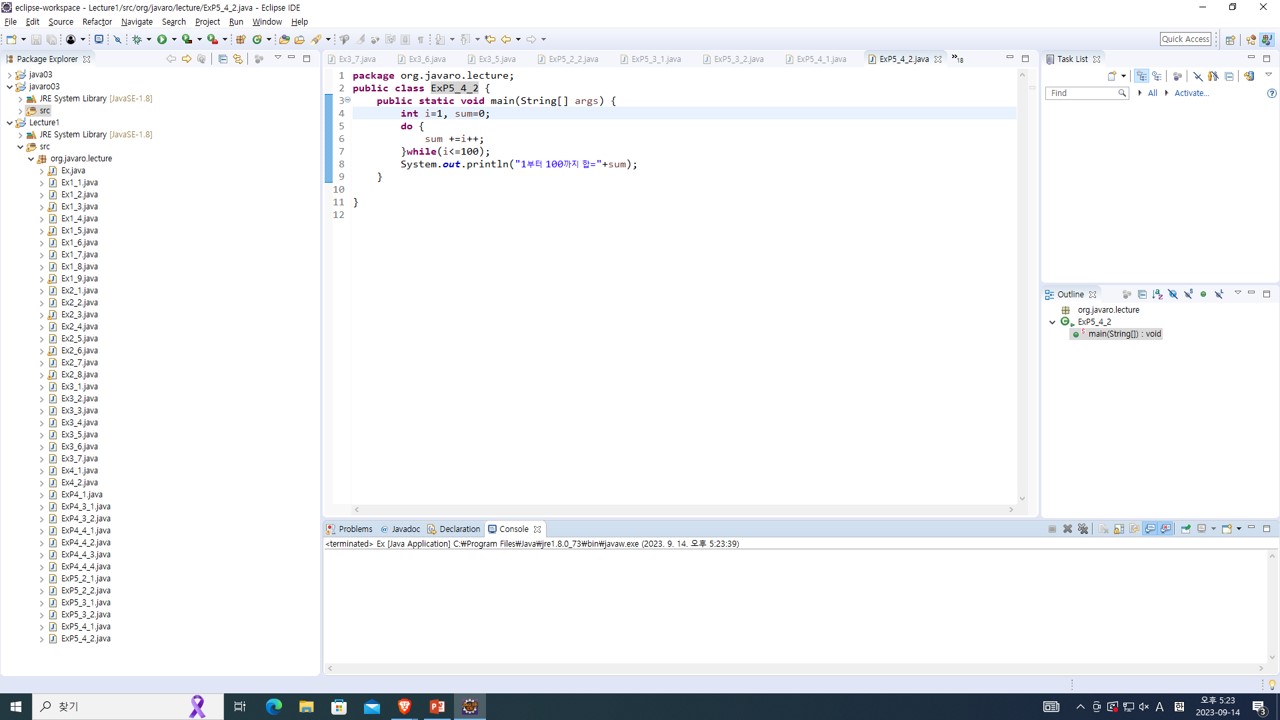 eclipse-workspace - Lecture1/src/org/javaro/lecture/ExP5_4_2.java - Eclipse IDE
File Edit Source Refactor Navigate Search Project Run Window Help
Quick Access
Package Explorer
java03
javaro03
JRE System Library [JavaSE-1.8]
src
Lecture1
JRE System Library [JavaSE-1.8]
src
org.javaro.lecture
Ex.java
Ex1_1.java
Ex1_2.java
Ex1_3.java
Ex1_4.java
Ex1_5.java
Ex1_6.java
Ex1_7.java
Ex1_8.java
Ex1_9.java
Ex2_1.java
Ex2_2.java
Ex2_3.java
Ex2_4.java
Ex2_5.java
Ex2_6.java
Ex2_7.java
Ex2_8.java
Ex3_1.java
Ex3_2.java
Ex3_3.java
Ex3_4.java
Ex3_5.java
Ex3_6.java
Ex3_7.java
Ex4_1.java
Ex4_2.java
ExP4_1.java
ExP4_3_1.java
ExP4_3_2.java
ExP4_4_1.java
ExP4_4_2.java
ExP4_4_3.java
ExP4_4_4.java
ExP5_2_1.java
ExP5_2_2.java
ExP5_3_1.java
ExP5_3_2.java
ExP5_4_1.java
ExP5_4_2.java
Ex3_7.java Ex3_6.java Ex3_5.java ExP5_2_2.java ExP5_3_1.java ExP5_3_2.java ExP5_4_1.java ExP5_4_2.java »18
1 package org.javaro.lecture;
2 public class ExP5_4_2 {
3 public static void main(String[] args) {
4 int i=1, sum=0;
5 do {
6 sum +=i++;
7 }while(i<=100);
8 System.out.println("1부터 100까지 합="+sum);
9 }
10
11 }
12
Task List
Find All Activate...
Outline
org.javaro.lecture
ExP5_4_2
main(String[]) : void
Problems Javadoc Declaration Console
<terminated> Ex [Java Application] C:₩Program Files₩Java₩jre1.8.0_73₩bin₩javaw.exe (2023. 9. 14. 오후 5:23:39)
찾기
A 한
오후 5:23
2023-09-14
3